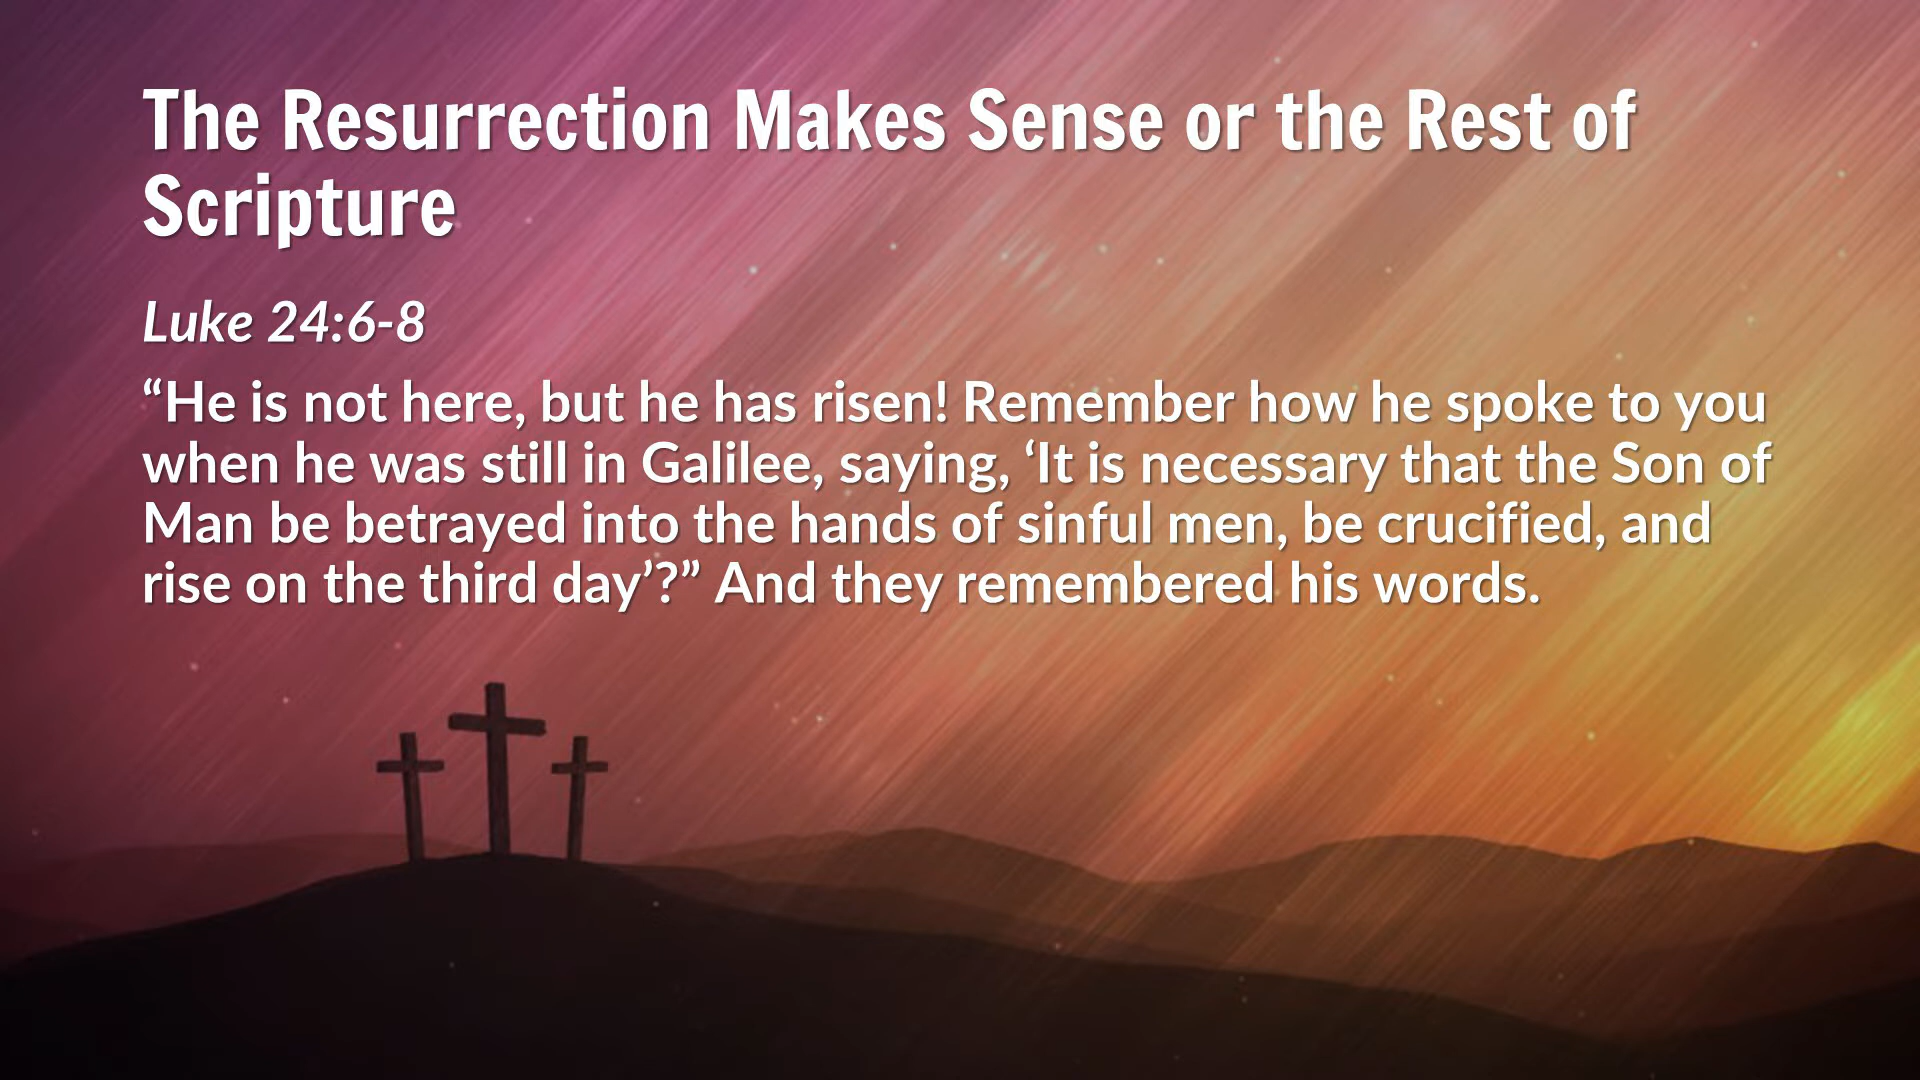 The Resurrection Makes Sense or the Rest of
Scripture
Luke 24:6-8
“He is not here, but he has risen! Remember how he spoke to you
when he was still in Galilee, saying, ‘It is necessary that the Son of
Man be betrayed into the hands of sinful men, be crucified, and
rise on the third day’?” And they remembered his words.